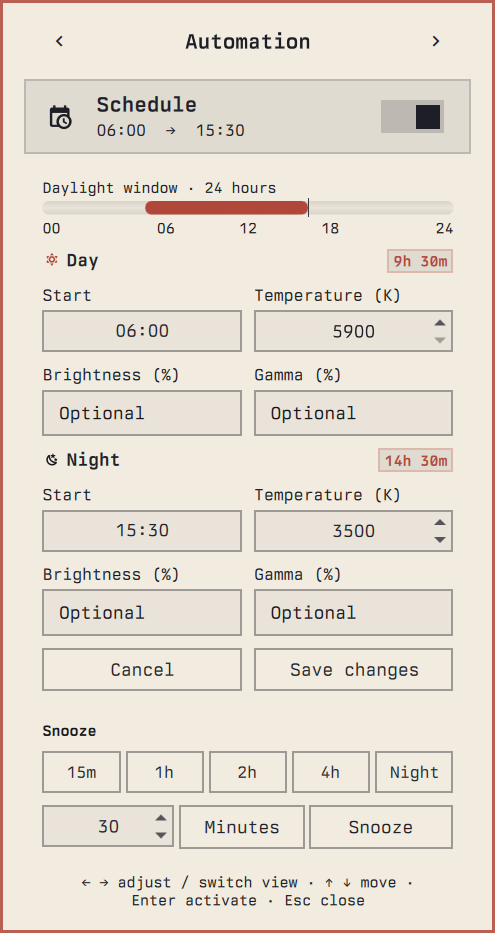 ‹ Automation ›
Schedule
06:00 → 15:30
Daylight window · 24 hours
00 06 12 18 24
Day 9h 30m
Start Temperature (K)
06:00 5900
Brightness (%) Gamma (%)
Optional Optional
Night 14h 30m
Start Temperature (K)
15:30 3500
Brightness (%) Gamma (%)
Optional Optional
Cancel Save changes
Snooze
15m 1h 2h 4h Night
30 Minutes Snooze
← → adjust / switch view · ↑ ↓ move ·
Enter activate · Esc close